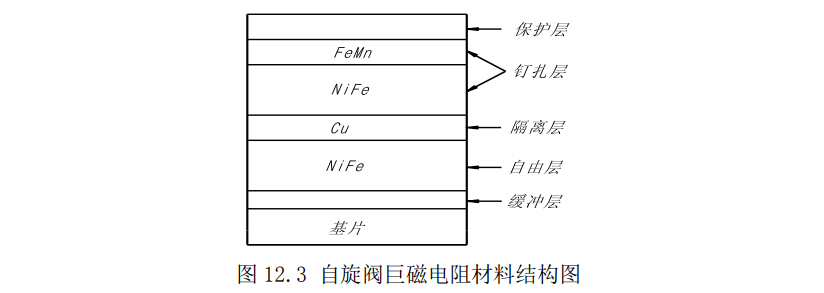 保护层
FeMn
钉扎层
NiFe
Cu
隔离层
NiFe
自由层
缓冲层
基片
图 12.3 自旋阀巨磁电阻材料结构图